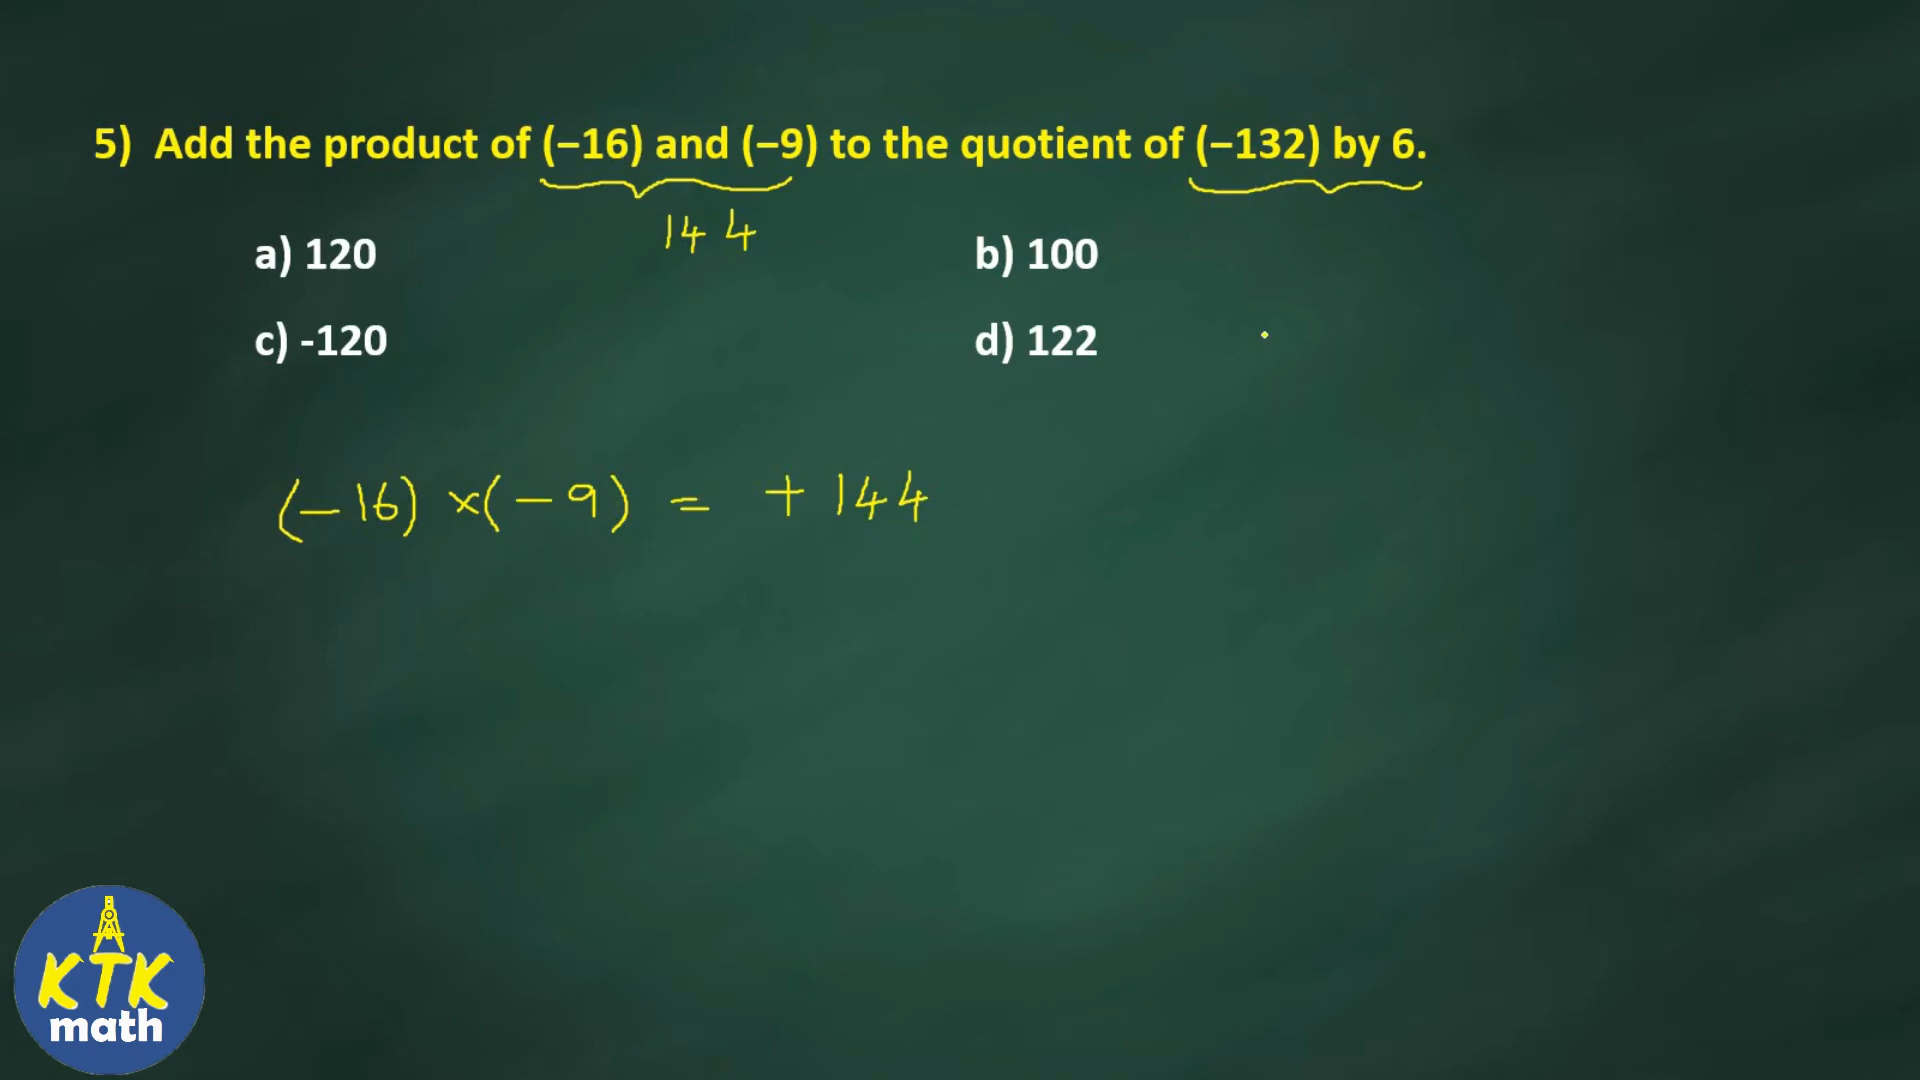 5) Add the product of (−16) and (−9) to the quotient of (−132) by 6.
144
a) 120
b) 100
c) -120
d) 122
(-16) ×(-9) = + 144
KTK
math